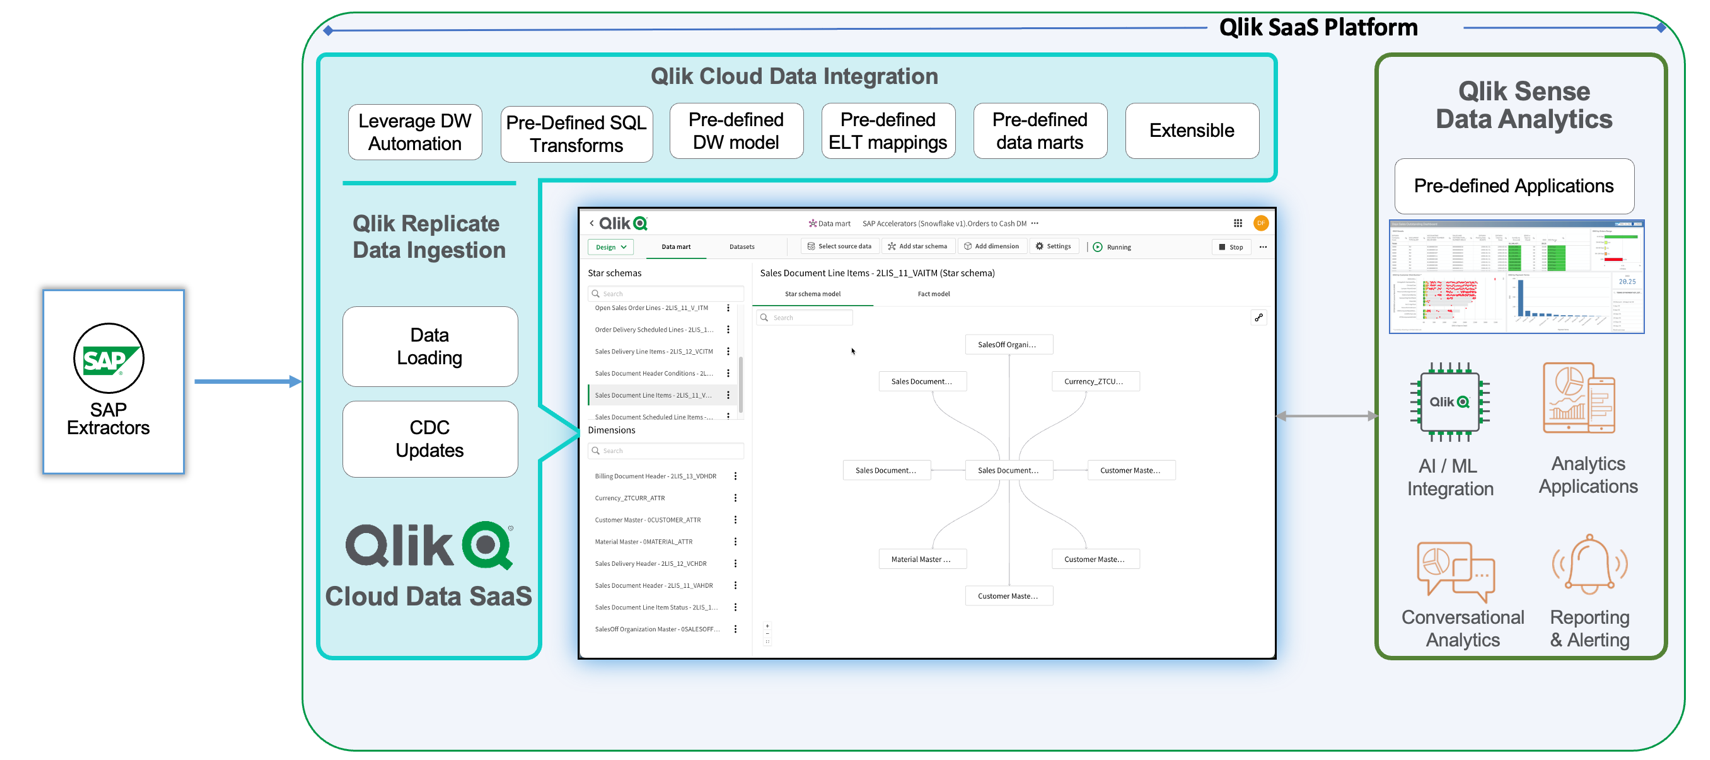 Qlik SaaS Platform
Qlik Cloud Data Integration
Leverage DW
Automation
Pre-Defined SQL
Transforms
Pre-defined
DW model
Pre-defined
ELT mappings
Pre-defined
data marts
Extensible
Qlik Replicate
Data Ingestion
Data
Loading
CDC
Updates
Qlik
Cloud Data SaaS
SAP
SAP
Extractors
Qlik
Data mart
SAP Accelerators (Snowflake v1).Orders to Cash DM
DP
Design
Data mart
Datasets
Select source data
Add star schema
Add dimension
Settings
Running
Stop
Star schemas
Search
Open Sales Order Lines - 2LIS_11_V_ITM
Order Delivery Scheduled Lines - 2LIS_1...
Sales Delivery Line Items - 2LIS_12_VCITM
Sales Document Header Conditions - 2L...
Sales Document Line Items - 2LIS_11_V...
Sales Document Scheduled Line Items-...
Dimensions
Search
Billing Document Header - 2LIS_13_VDHDR
Currency_ZTCURR_ATTR
Customer Master - 0CUSTOMER_ATTR
Material Master - 0MATERIAL_ATTR
Sales Delivery Header - 2LIS_12_VCHDR
Sales Document Header - 2LIS_11_VAHDR
Sales Document Line Item Status - 2LIS_1...
SalesOff Organization Master - 0SALESOFF...
Sales Document Line Items - 2LIS_11_VAITM (Star schema)
Star schema model
Fact model
Search
SalesOff Organi...
Sales Document...
Currency_ZTCU...
Sales Document...
Sales Document...
Customer Maste...
Material Master ...
Customer Maste...
Customer Maste...
Qlik Sense
Data Analytics
Pre-defined Applications
20.25
Qlik
AI / ML
Integration
Analytics
Applications
Conversational
Analytics
Reporting
& Alerting